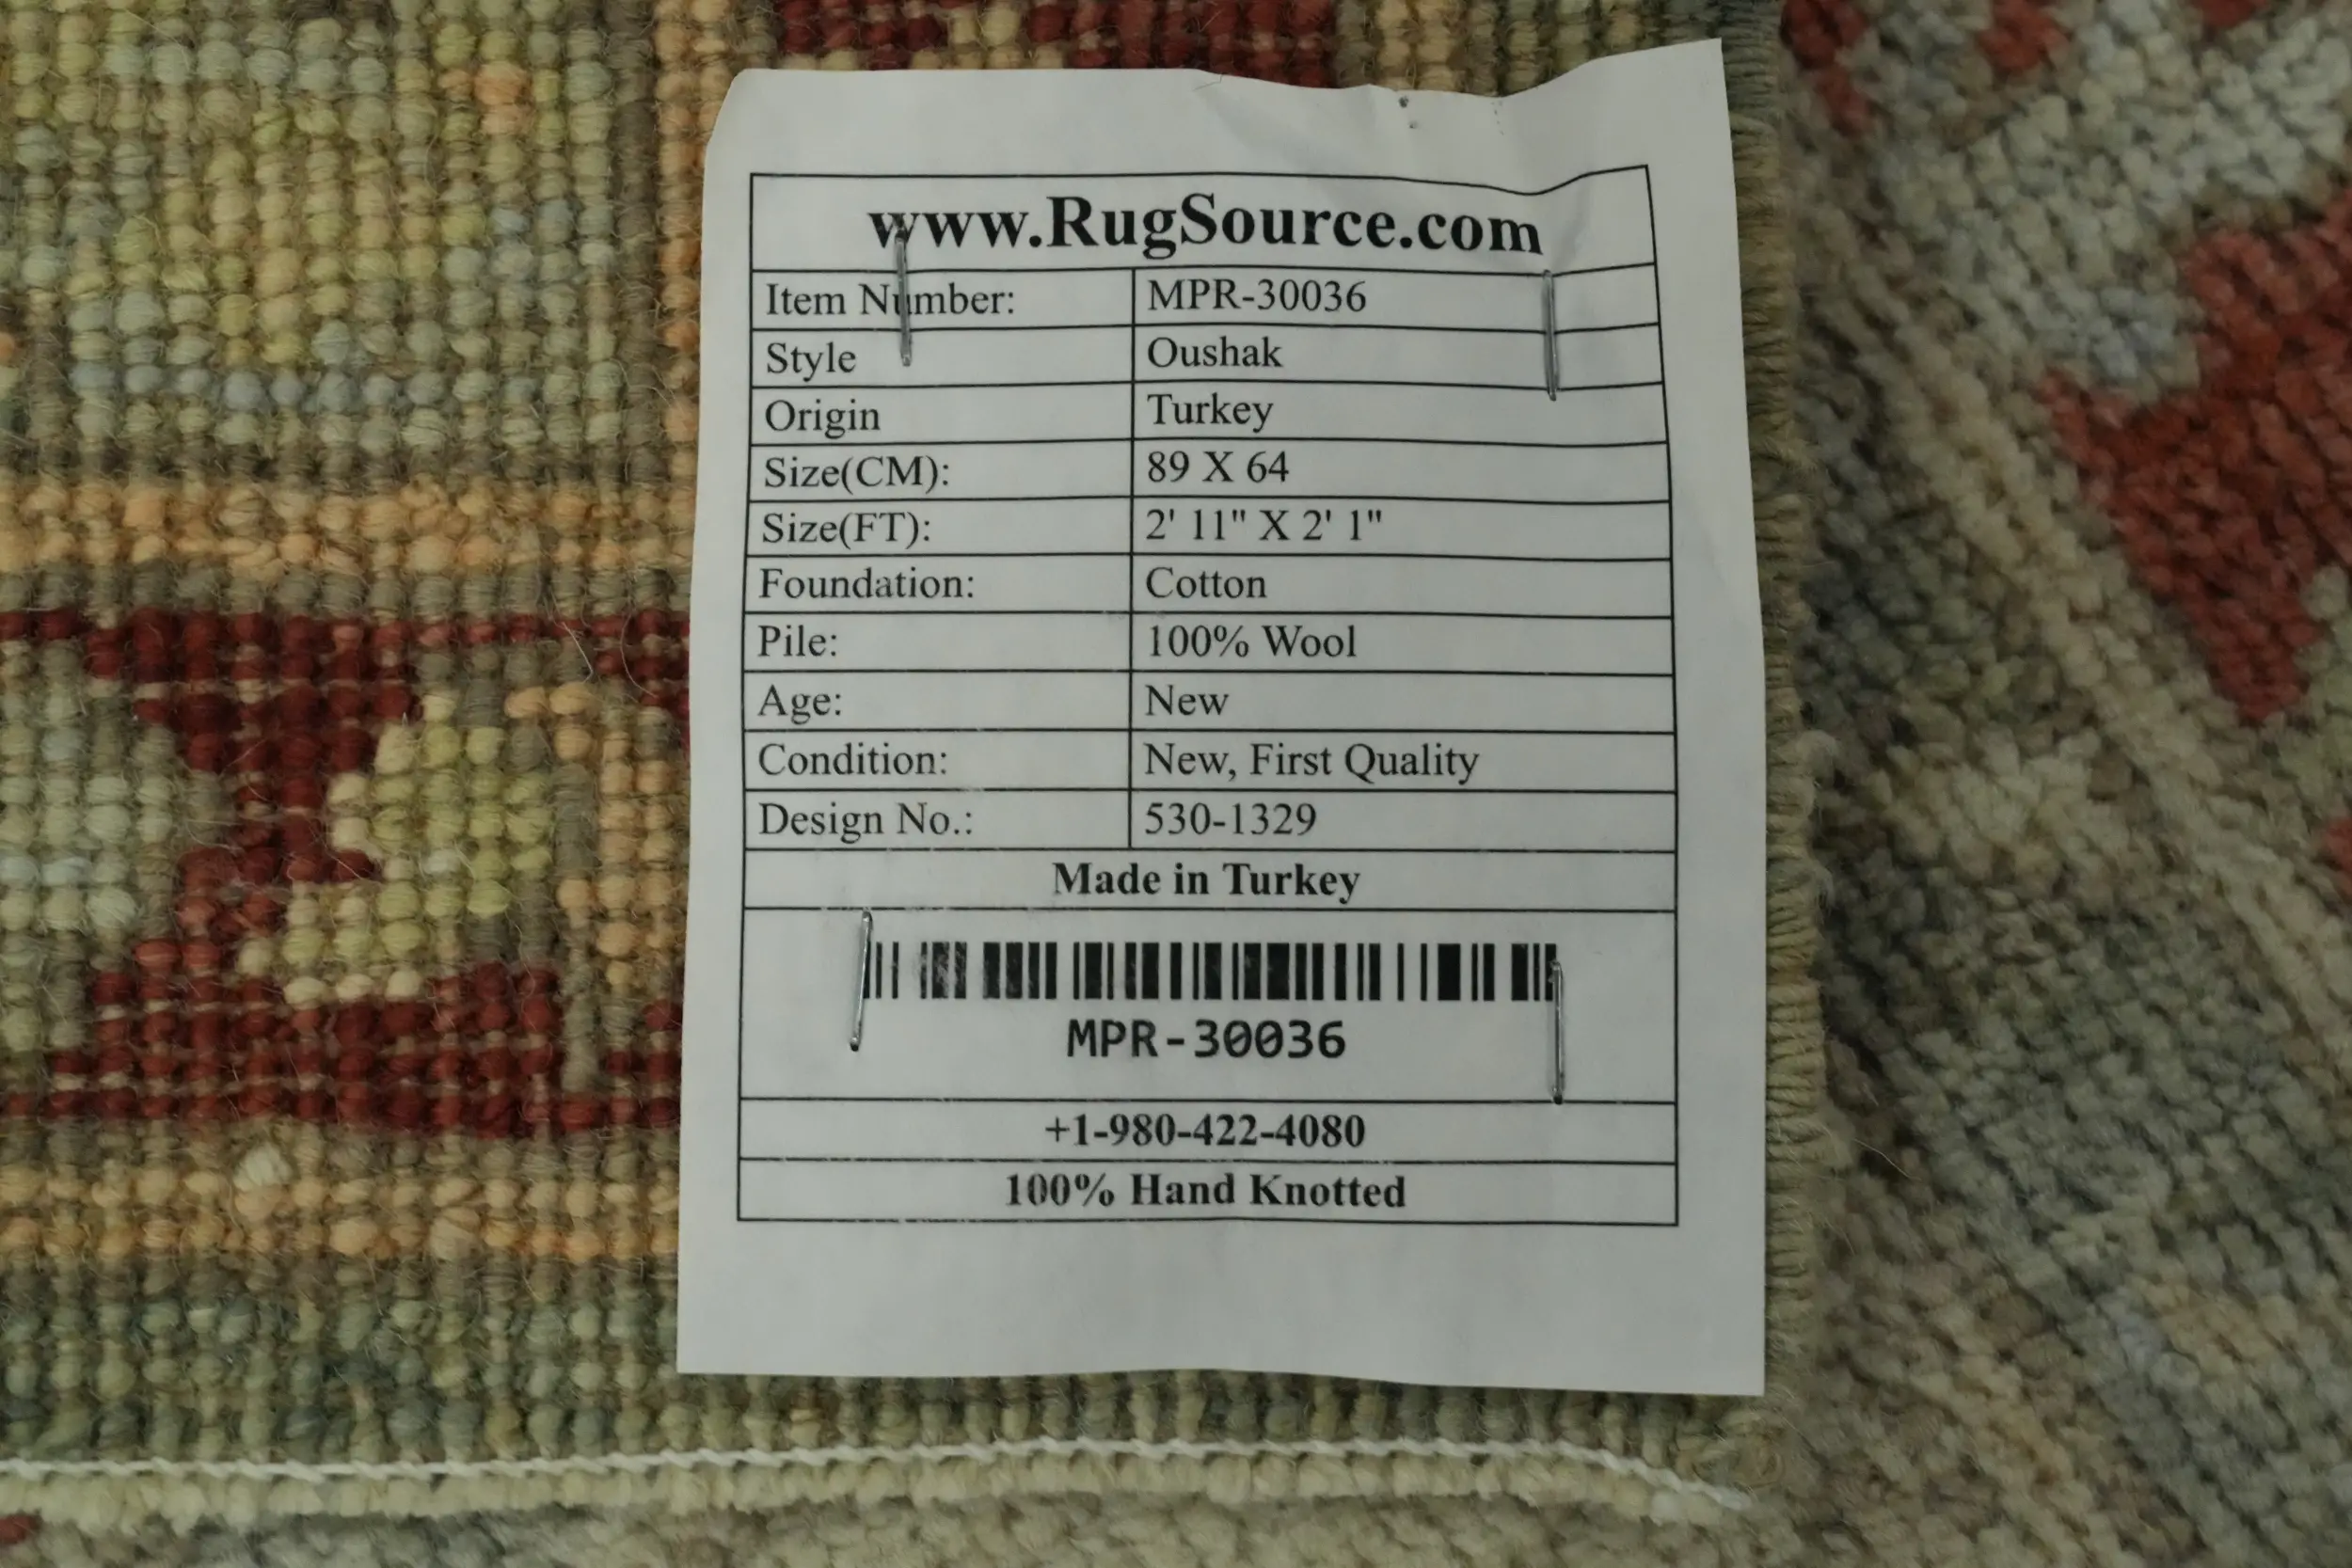 www.RugSource.com
Item Number: MPR-30036
Style Oushak
Origin Turkey
Size(CM): 89 X 64
Size(FT): 2' 11" X 2' 1"
Foundation: Cotton
Pile: 100% Wool
Age: New
Condition: New, First Quality
Design No.: 530-1329
Made in Turkey
MPR-30036
+1-980-422-4080
100% Hand Knotted